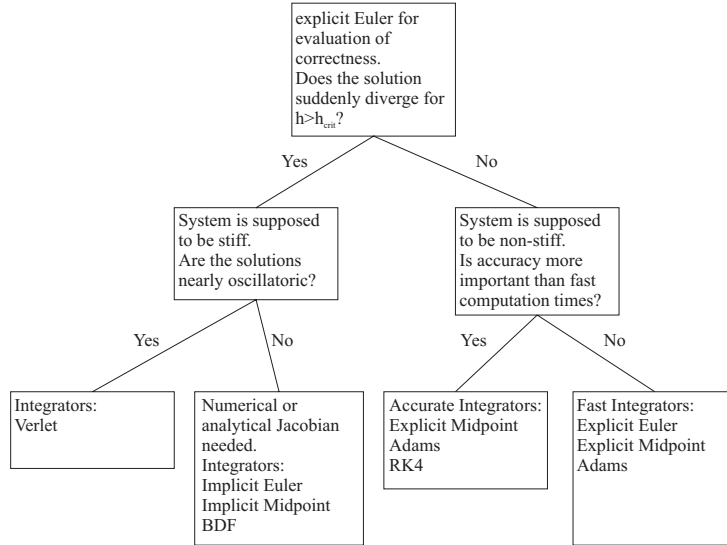 explicit Euler for
evaluation of
correctness.
Does the solution
suddenly diverge for
h>h_crit?
Yes
No
System is supposed
to be stiff.
Are the solutions
nearly oscillatoric?
System is supposed
to be non-stiff.
Is accuracy more
important than fast
computation times?
Yes
No
Yes
No
Integrators:
Verlet
Numerical or
analytical Jacobian
needed.
Integrators:
Implicit Euler
Implicit Midpoint
BDF
Accurate Integrators:
Explicit Midpoint
Adams
RK4
Fast Integrators:
Explicit Euler
Explicit Midpoint
Adams